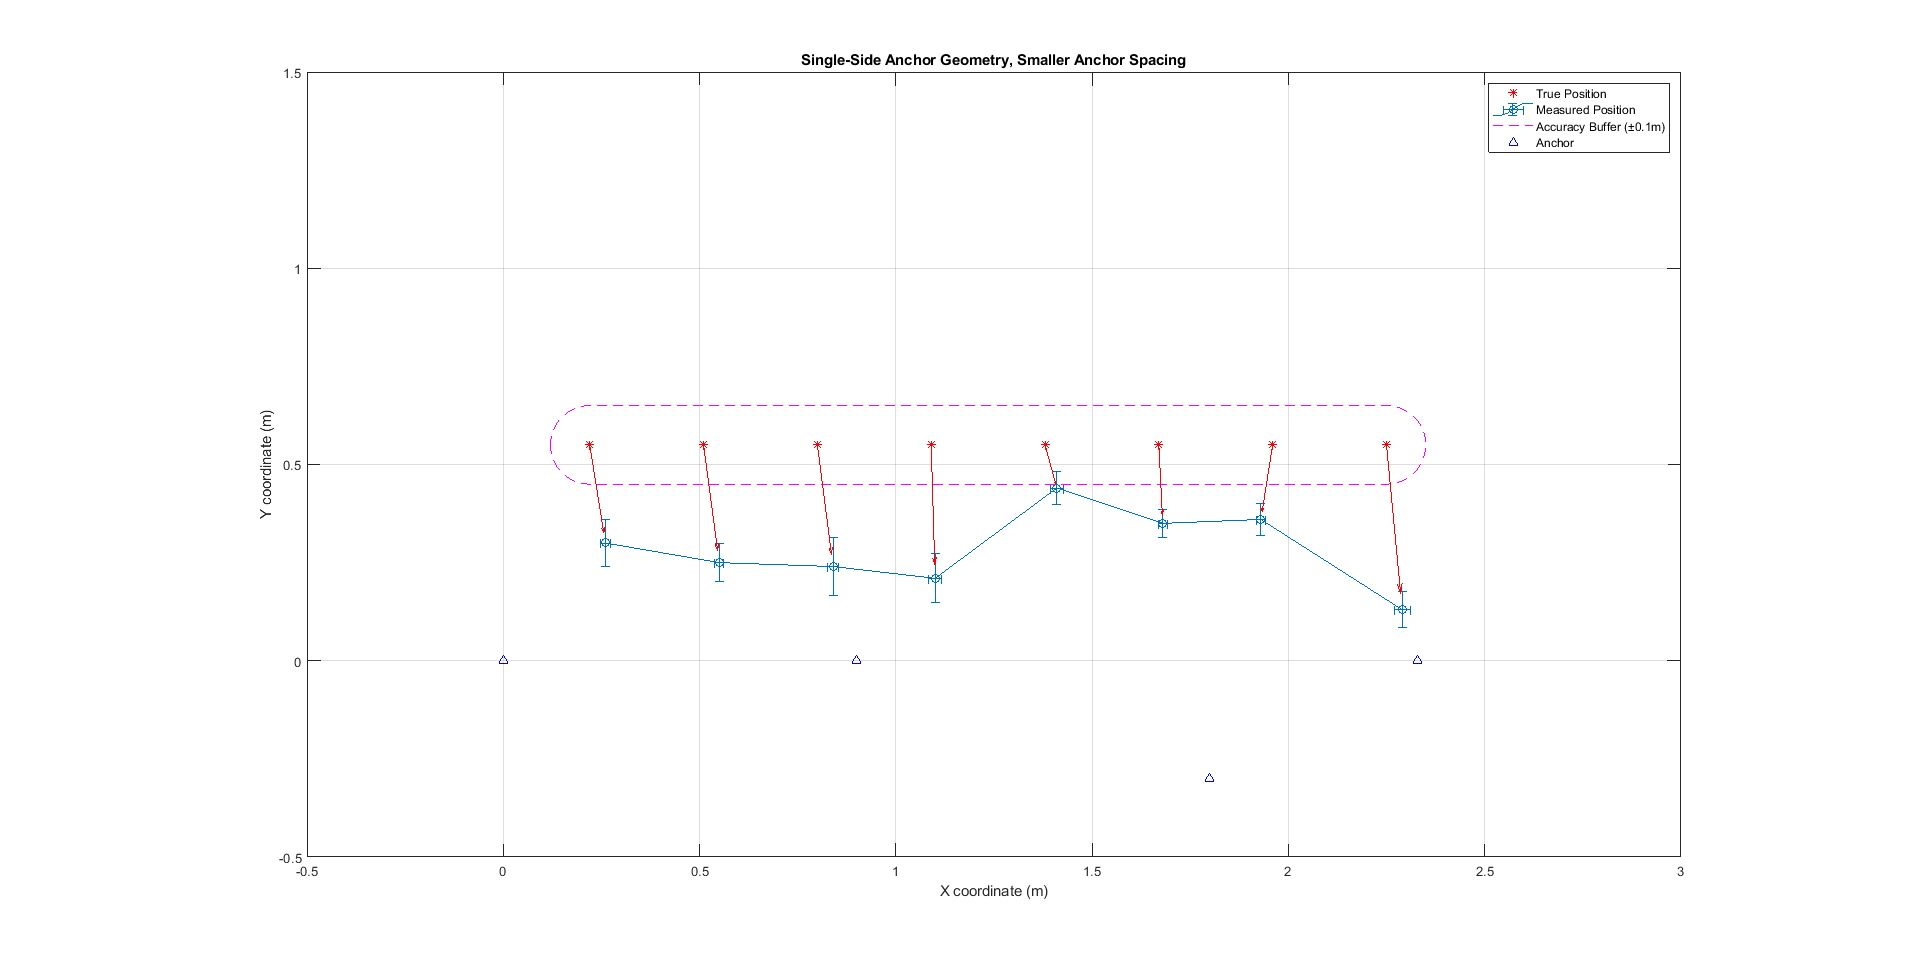 Single-Side Anchor Geometry, Smaller Anchor Spacing
1.5
True Position
Measured Position
Accuracy Buffer (±0.1m)
Anchor
1
Y coordinate (m)
0.5
0
-0.5
-0.5 0 0.5 1 1.5 2 2.5 3
X coordinate (m)